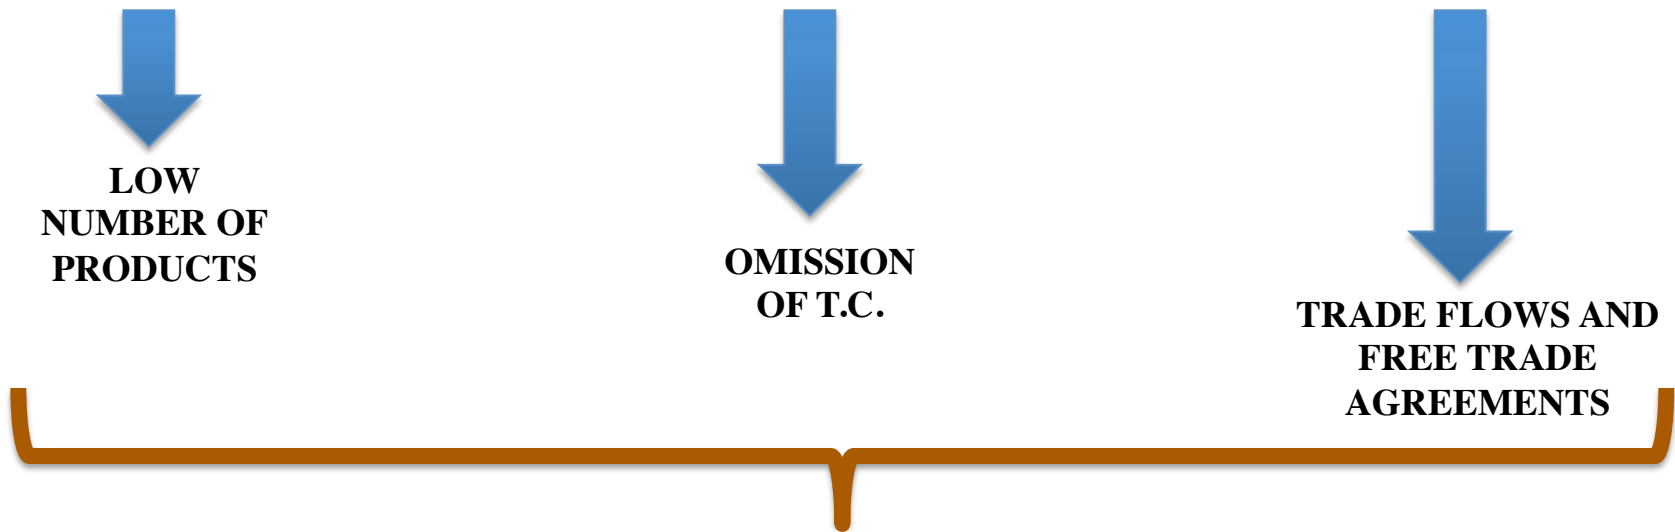 LOW
NUMBER OF
PRODUCTS
OMISSION
OF T.C.
TRADE FLOWS AND
FREE TRADE
AGREEMENTS